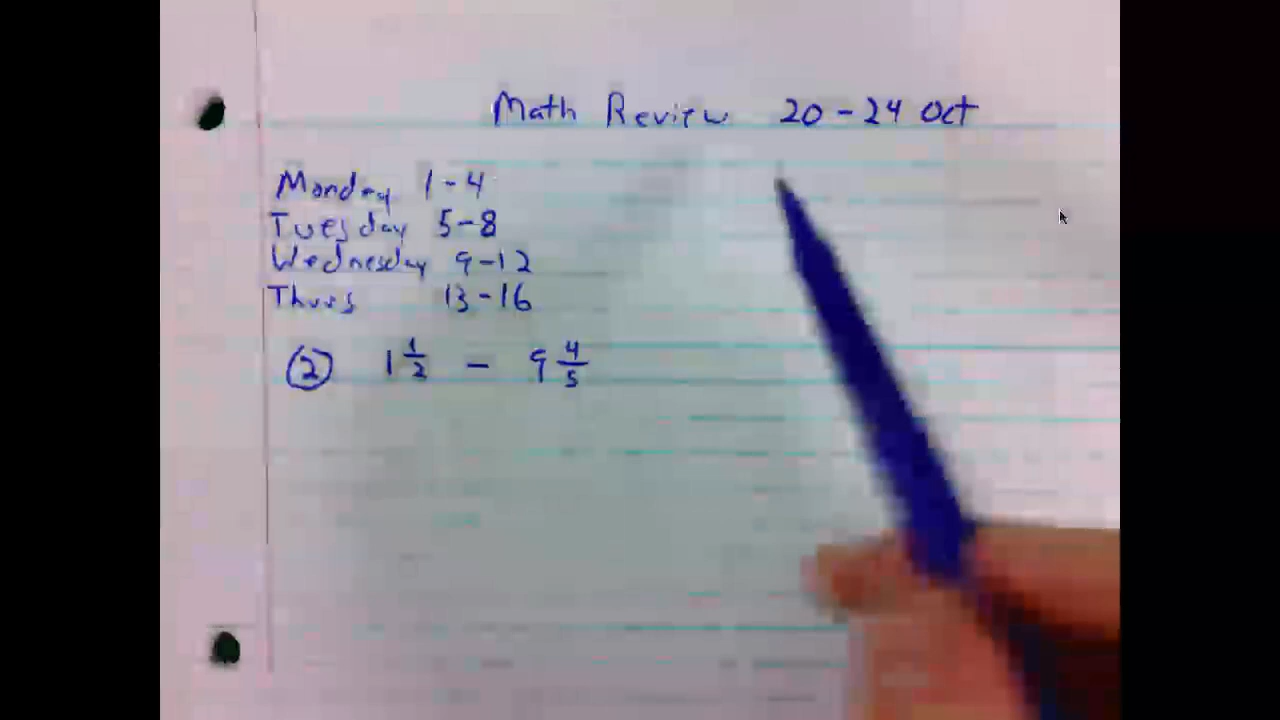 Math Review 20 - 24 Oct
Monday 1 - 4
Tuesday 5 - 8
Wednesday 9 - 12
Thurs 13 - 16
② 1 1/2 - 9 4/5